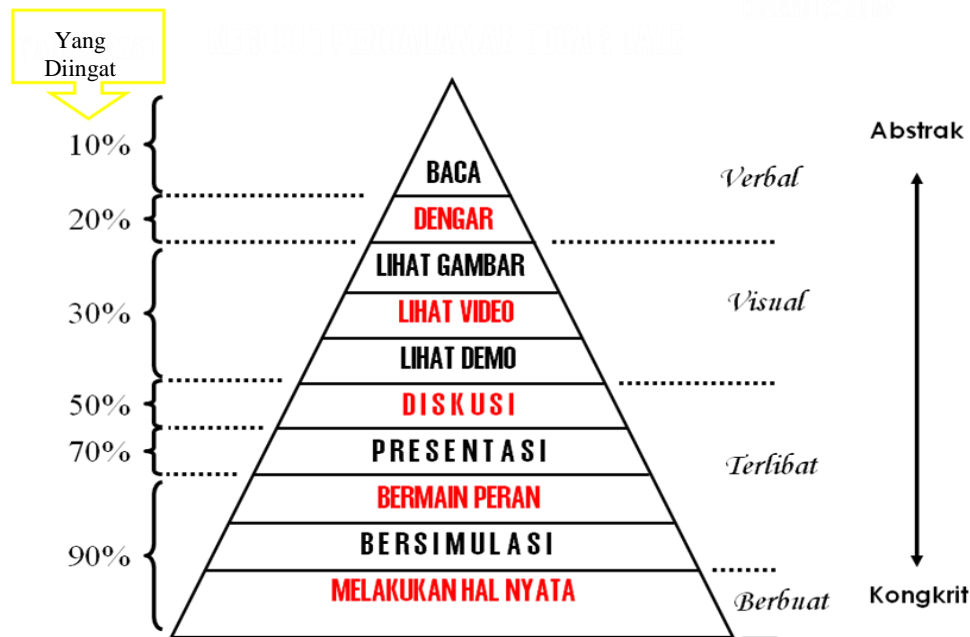 Yang
Diingat
Abstrak
10%
BACA
Verbal
20%
DENGAR
LIHAT GAMBAR
30%
LIHAT VIDEO
Visual
LIHAT DEMO
50%
DISKUSI
70%
PRESENTASI
Terlibat
BERMAIN PERAN
90%
BERSIMULASI
MELAKUKAN HAL NYATA
Berbuat
Kongkrit